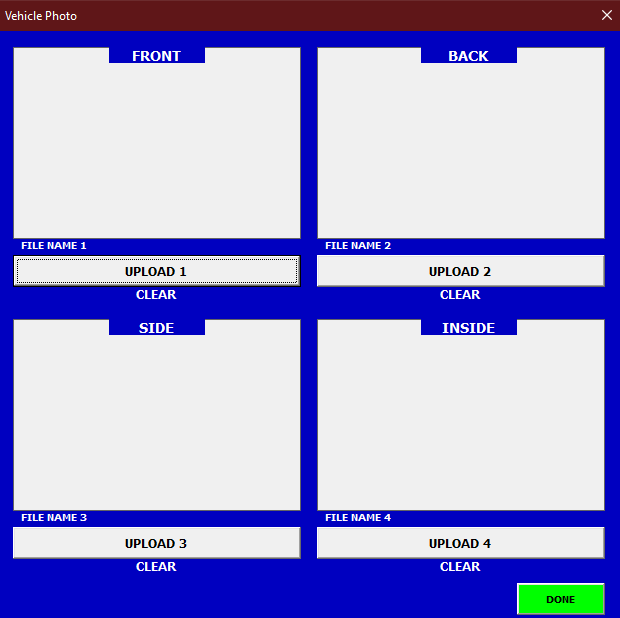 Vehicle Photo
FRONT
BACK
FILE NAME 1
FILE NAME 2
UPLOAD 1
UPLOAD 2
CLEAR
CLEAR
SIDE
INSIDE
FILE NAME 3
FILE NAME 4
UPLOAD 3
UPLOAD 4
CLEAR
CLEAR
DONE